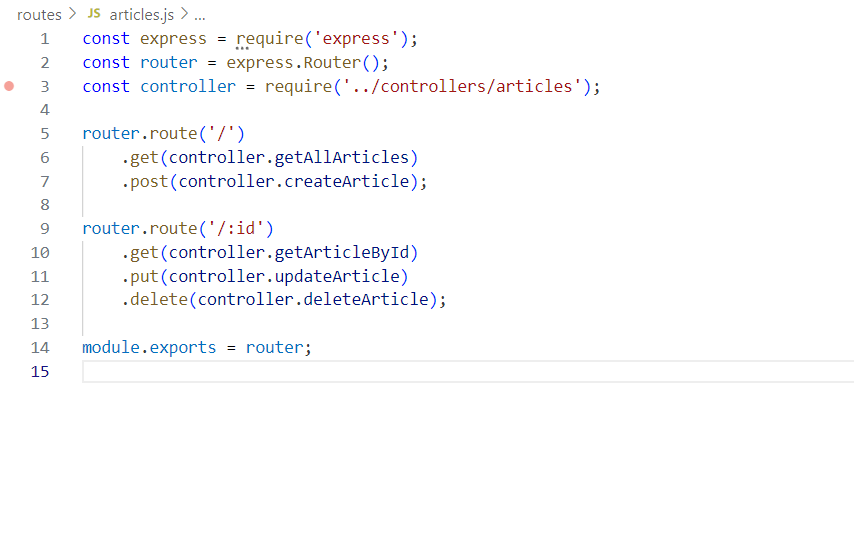 routes > JS articles.js > ...
1 const express = require('express');
2 const router = express.Router();
3 const controller = require('../controllers/articles');
4
5 router.route('/')
6     .get(controller.getAllArticles)
7     .post(controller.createArticle);
8
9 router.route('/:id')
10     .get(controller.getArticleById)
11     .put(controller.updateArticle)
12     .delete(controller.deleteArticle);
13
14 module.exports = router;
15